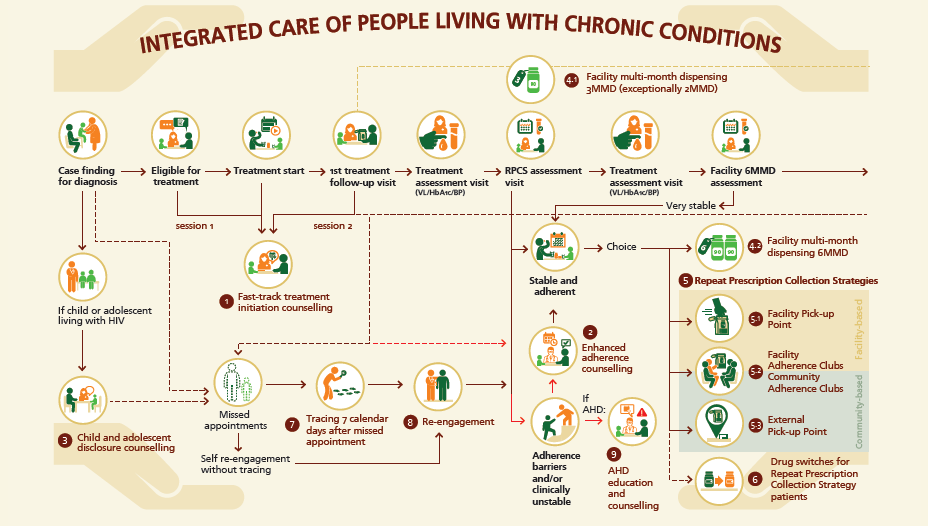 INTEGRATED CARE OF PEOPLE LIVING WITH CHRONIC CONDITIONS
4.1
Facility multi-month dispensing
3MMD (exceptionally 2MMD)
Case finding
for diagnosis
Eligible for
treatment
Treatment start
1st treatment
follow-up visit
Treatment
assessment visit
(VL/HbA1c/BP)
RPCS assessment
visit
Treatment
assessment visit
(VL/HbA1c/BP)
Facility 6MMD
assessment
session 1
session 2
Very stable
1
Fast-track treatment
initiation counselling
Stable and
adherent
Choice
6
4.2
Facility multi-month
dispensing 6MMD
5
Repeat Prescription Collection Strategies
If child or adolescent
living with HIV
5.1
Facility Pick-up
Point
Facility-based
2
Enhanced
adherence
counselling
5.2
Facility
Adherence Clubs
Community
Adherence Clubs
Community-based
5.3
External
Pick-up Point
3
Child and adolescent
disclosure counselling
Missed
appointments
7
Tracing 7 calendar
days after missed
appointment
8
Re-engagement
Self re-engagement
without tracing
If
AHD:
Adherence
barriers
and/or
clinically
unstable
9
AHD
education
and
counselling
6
Drug switches for
Repeat Prescription
Collection Strategy
patients